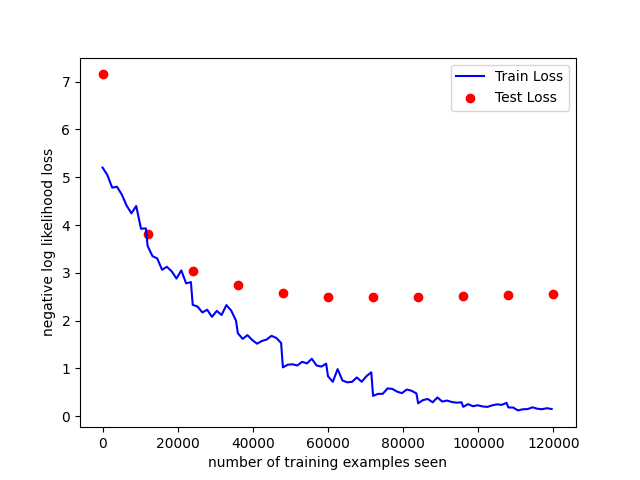 Train Loss
Test Loss
7
6
5
4
3
2
1
0
negative log likelihood loss
0 20000 40000 60000 80000 100000 120000
number of training examples seen